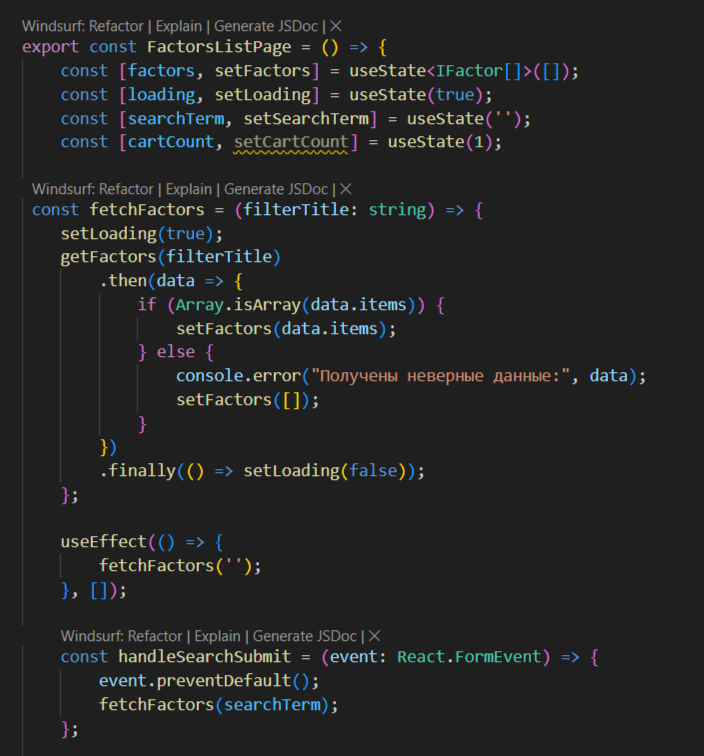 Windsurf: Refactor | Explain | Generate JSDoc | ✕
export const FactorsListPage = () => {
    const [factors, setFactors] = useState<IFactor[]>([]);
    const [loading, setLoading] = useState(true);
    const [searchTerm, setSearchTerm] = useState('');
    const [cartCount, setCartCount] = useState(1);
Windsurf: Refactor | Explain | Generate JSDoc | ✕
 const fetchFactors = (filterTitle: string) => {
    setLoading(true);
    getFactors(filterTitle)
        .then(data => {
            if (Array.isArray(data.items)) {
                setFactors(data.items);
            } else {
                console.error("Получены неверные данные:", data);
                setFactors([]);
            }
        })
        .finally(() => setLoading(false));
    };
    useEffect(() => {
        fetchFactors('');
    }, []);
Windsurf: Refactor | Explain | Generate JSDoc | ✕
    const handleSearchSubmit = (event: React.FormEvent) => {
        event.preventDefault();
        fetchFactors(searchTerm);
    };